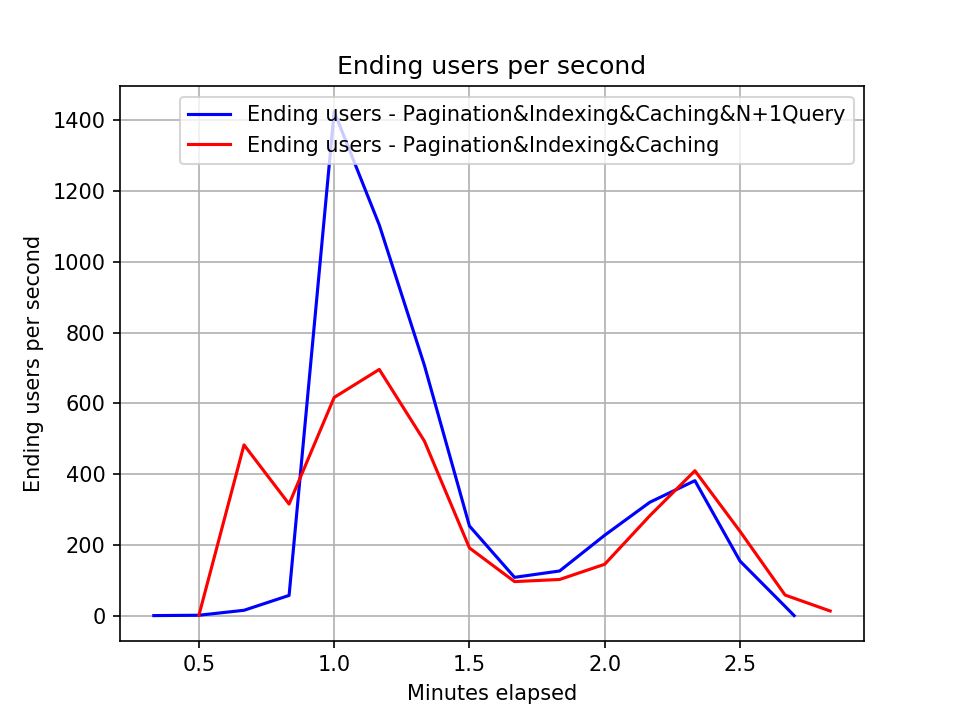 Ending users per second
Ending users - Pagination&Indexing&Caching&N+1Query
Ending users - Pagination&Indexing&Caching
Ending users per second
1400
1200
1000
800
600
400
200
0
0.5 1.0 1.5 2.0 2.5
Minutes elapsed